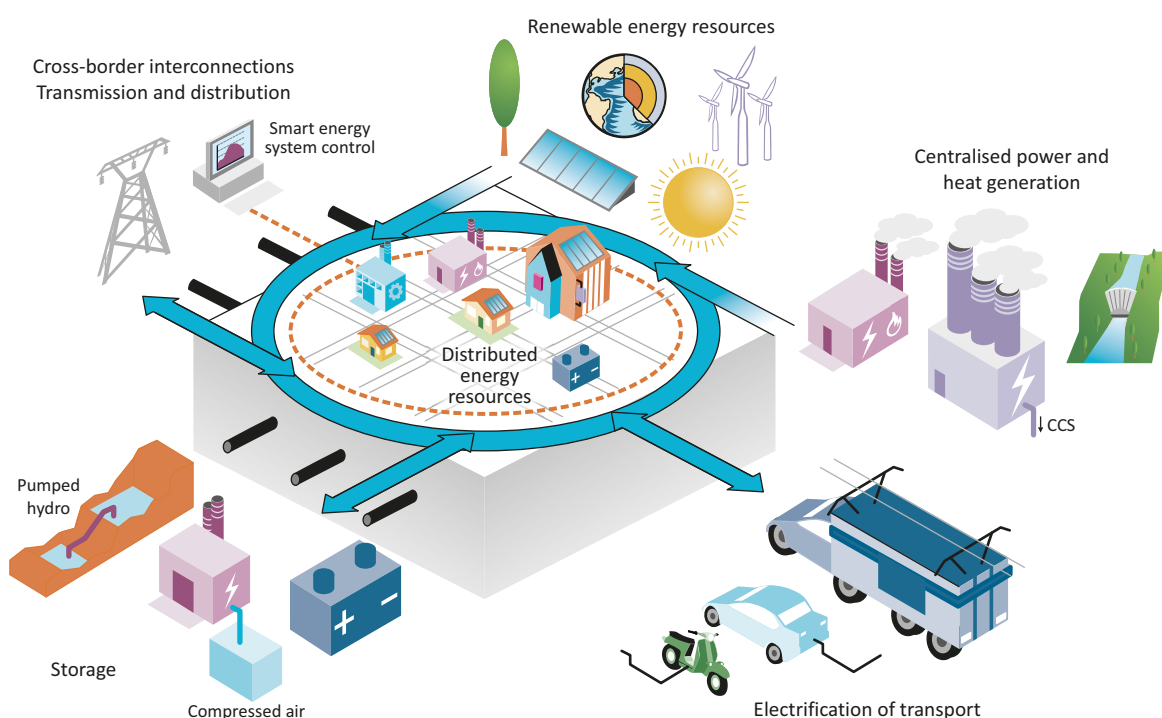 Renewable energy resources
Cross-border interconnections
Transmission and distribution
Smart energy
system control
Centralised power and
heat generation
Distributed
energy
resources
+ −
CCS
Pumped
hydro
+ −
Storage
Compressed air
Electrification of transport